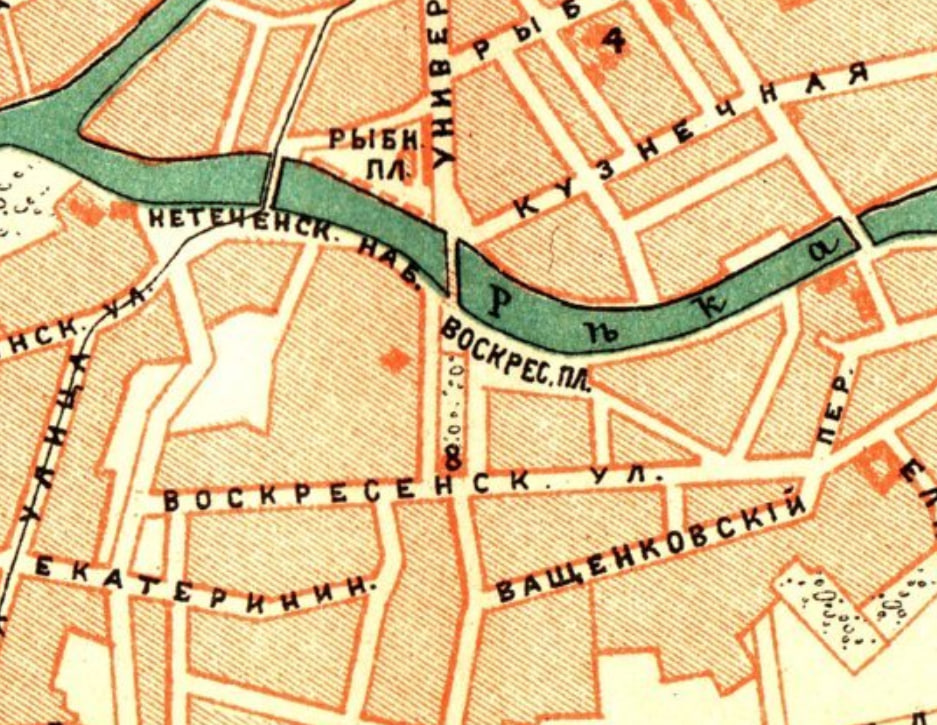 УНИВЕР
РЫБ
4
КУЗНЕЧНАЯ
РЫБН.
ПЛ.
НЕТЕЧЕНСК. НАБ.
Рѣка
НСК. УЛ.
УЛИЦА
ВОСКРЕС. ПЛ.
8
ПЕР.
ВОСКРЕСЕНСК. УЛ.
ВАЩЕНКОВСКІЙ
ЕКАТЕРИНИН.